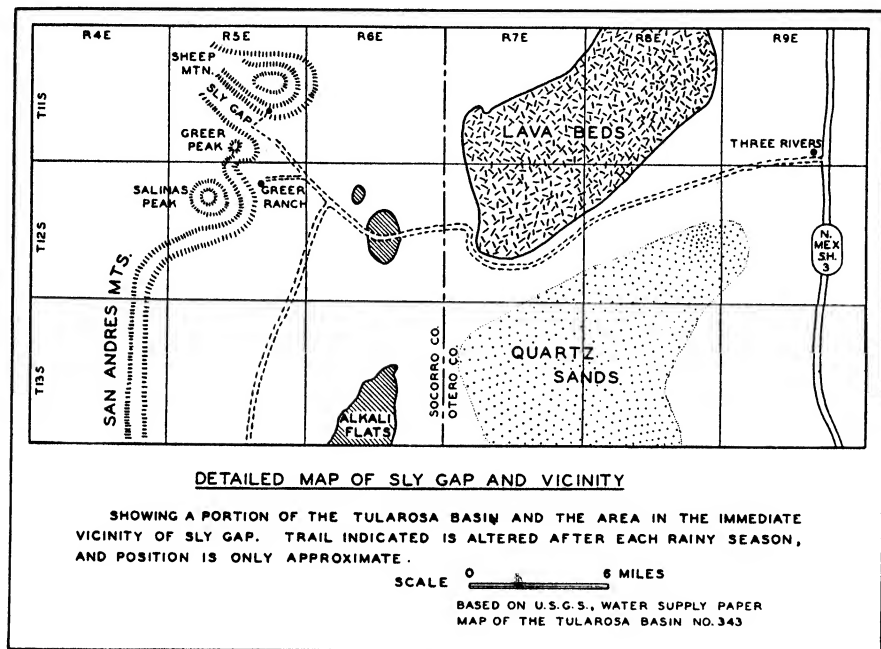 R4E R5E R6E R7E R8E R9E
SHEEP
MTN.
SLY GAP
T11S
GREER
PEAK
LAVA BEDS
THREE RIVERS
SALINAS
PEAK
GREER
RANCH
T12S
N.
MEX
S.H.
3
SAN ANDRES MTS.
SOCORRO CO.
OTERO CO.
QUARTZ
SANDS
T13S
ALKALI
FLATS
DETAILED MAP OF SLY GAP AND VICINITY
SHOWING A PORTION OF THE TULAROSA BASIN AND THE AREA IN THE IMMEDIATE
VICINITY OF SLY GAP. TRAIL INDICATED IS ALTERED AFTER EACH RAINY SEASON,
AND POSITION IS ONLY APPROXIMATE.
SCALE 0 6 MILES
BASED ON U.S.G.S., WATER SUPPLY PAPER
MAP OF THE TULAROSA BASIN NO. 343